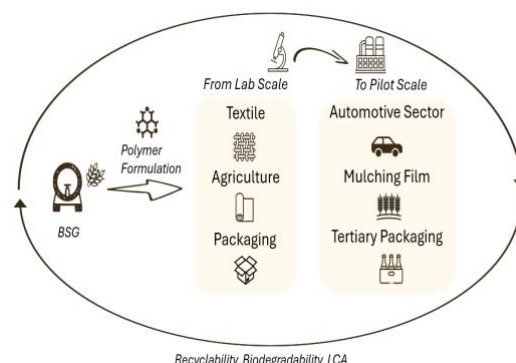 From Lab Scale
To Pilot Scale
Textile
Automotive Sector
Polymer
Formulation
Agriculture
Mulching Film
BSG
Packaging
Tertiary Packaging
Recyclability, Biodegradability, LCA